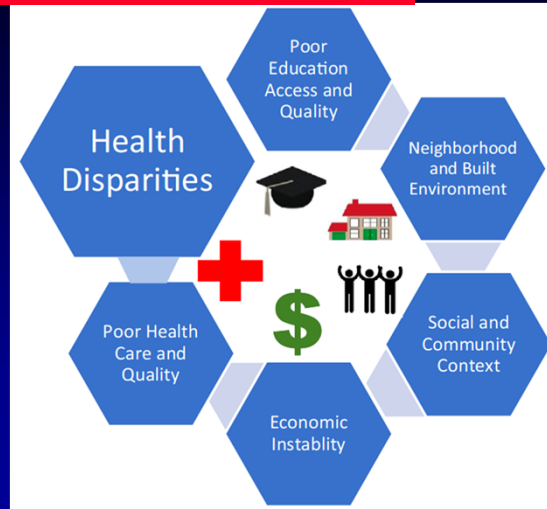 Health
Disparities
Poor
Education
Access and
Quality
Neighborhood
and Built
Environment
Social and
Community
Context
Economic
Instablity
Poor Health
Care and
Quality
$